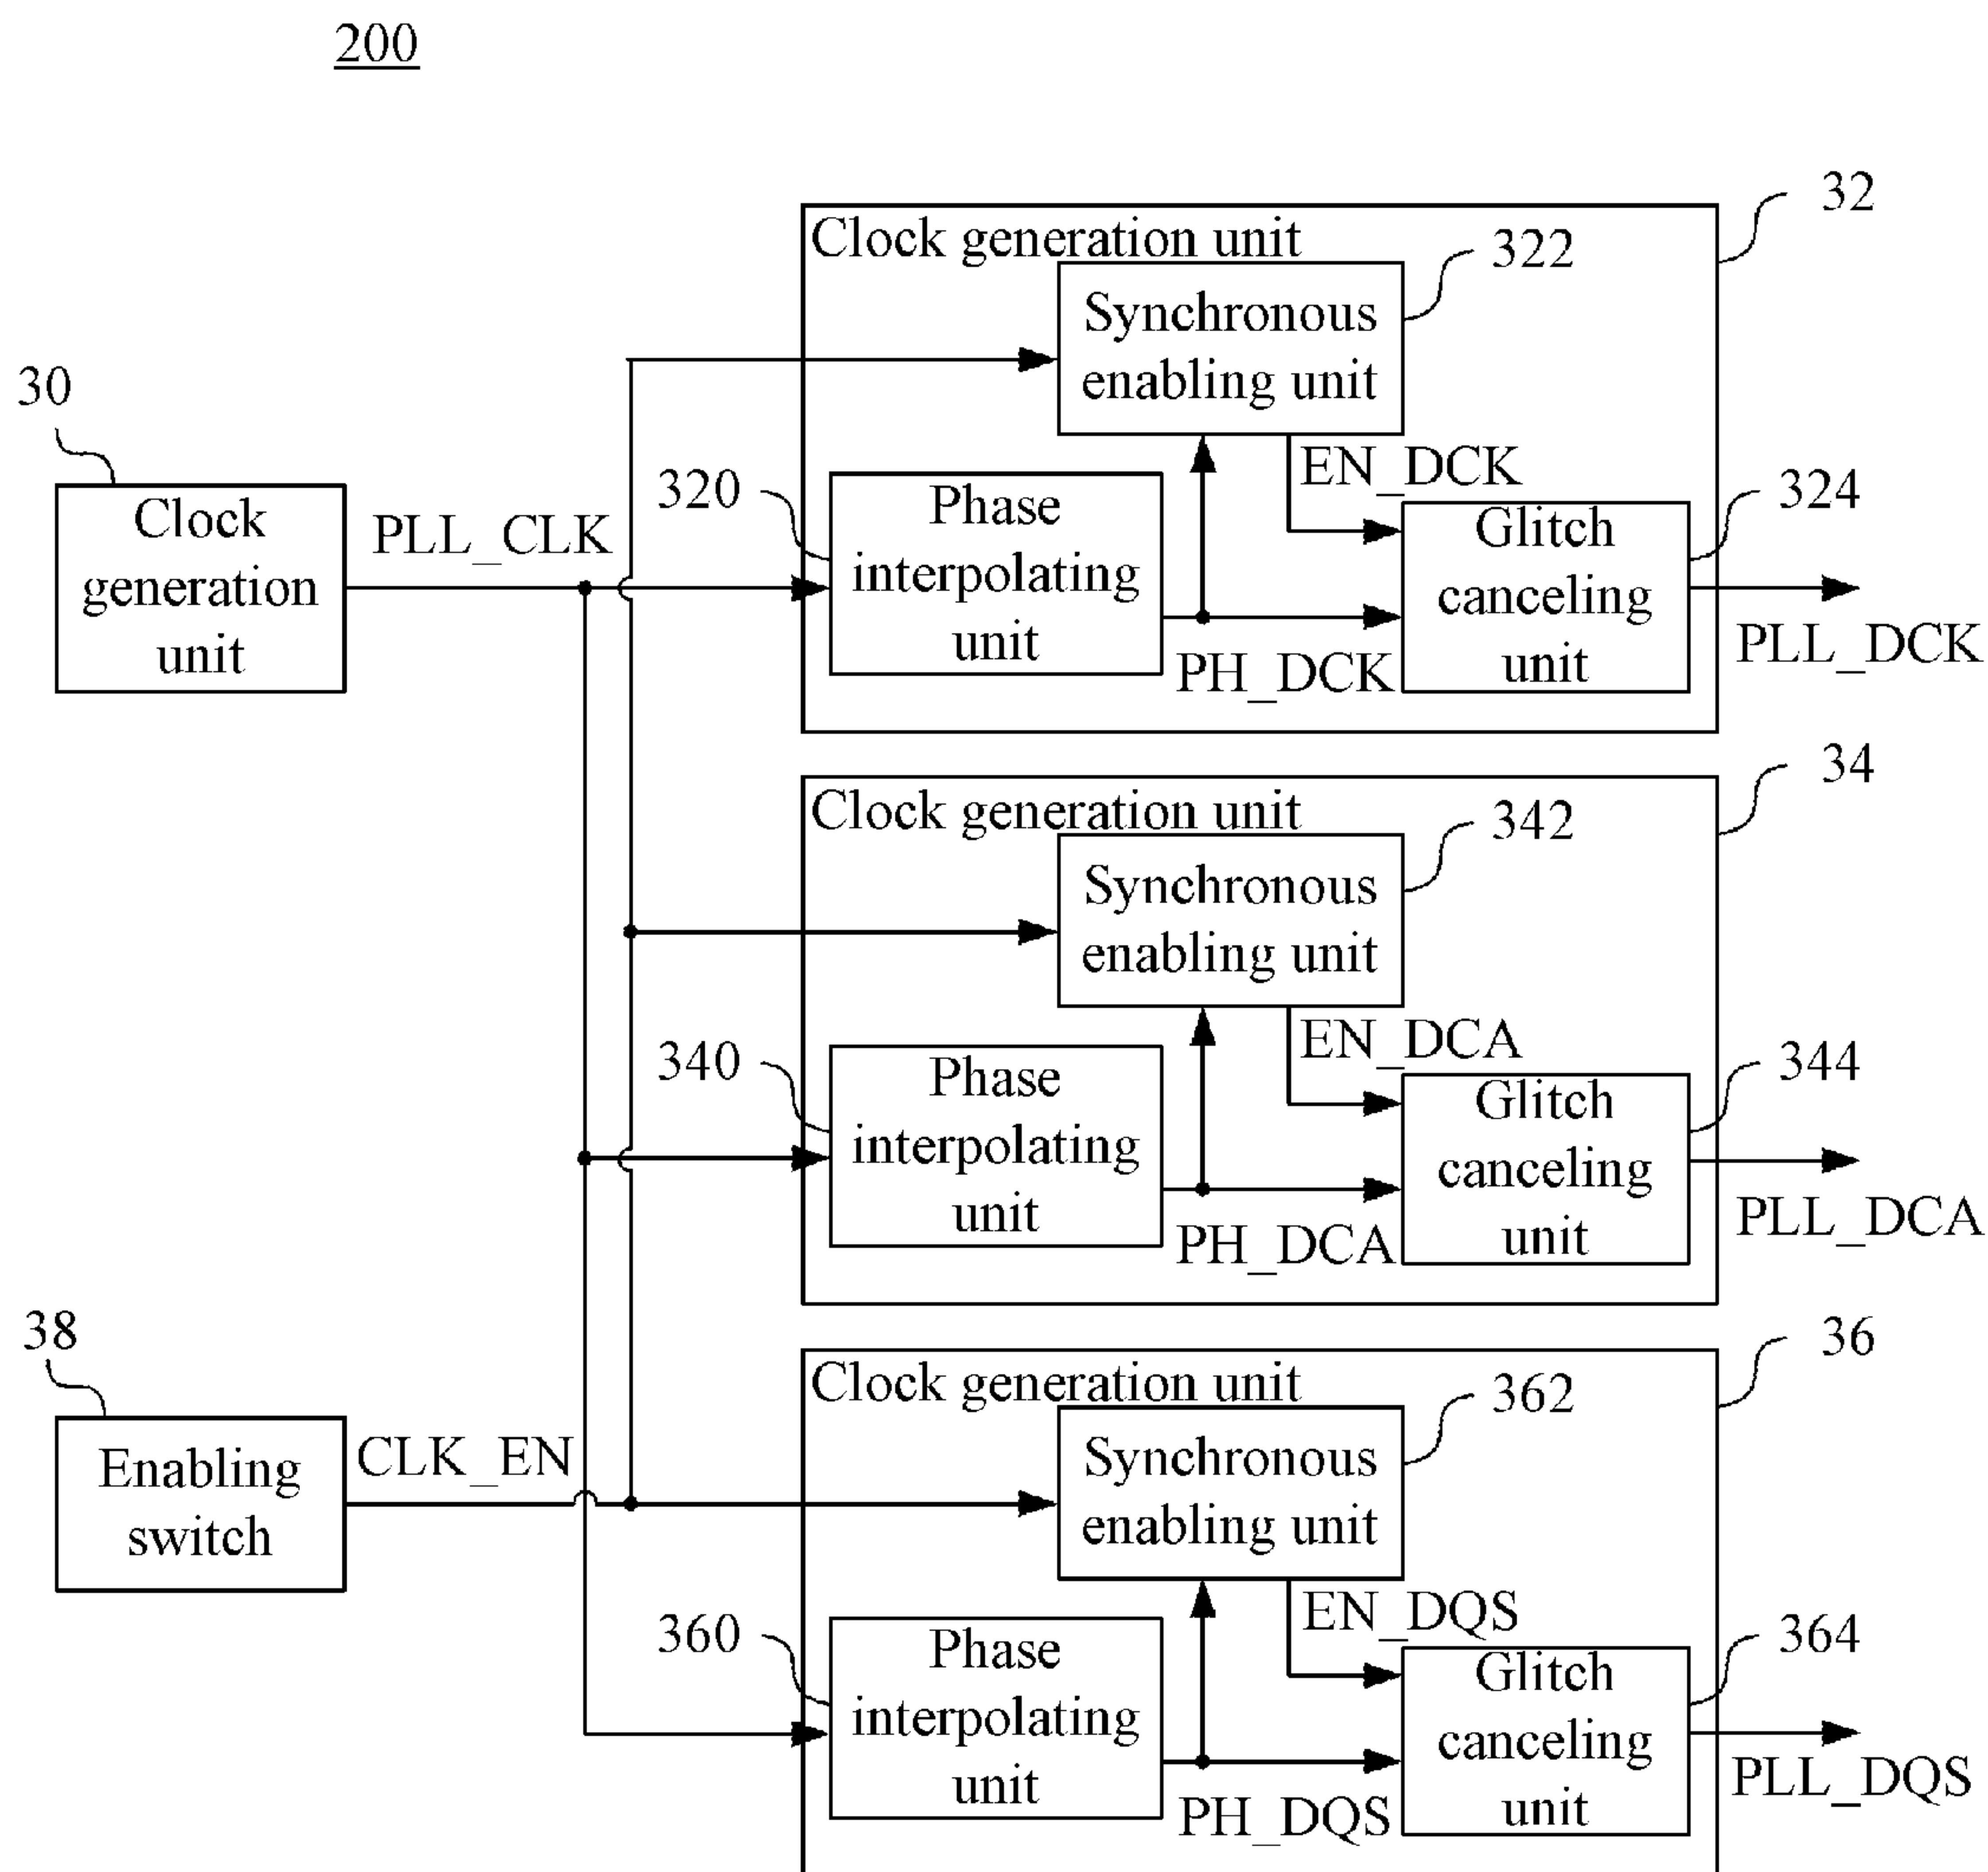 200
32
Clock generation unit
322
Synchronous
enabling unit
30
Clock
generation
unit
PLL_CLK
320
Phase
interpolating
unit
EN_DCK
324
Glitch
canceling
unit
PH_DCK
PLL_DCK
34
Clock generation unit
342
Synchronous
enabling unit
340
Phase
interpolating
unit
EN_DCA
344
Glitch
canceling
unit
PH_DCA
PLL_DCA
38
Enabling
switch
CLK_EN
36
Clock generation unit
362
Synchronous
enabling unit
360
Phase
interpolating
unit
EN_DQS
364
Glitch
canceling
unit
PH_DQS
PLL_DQS